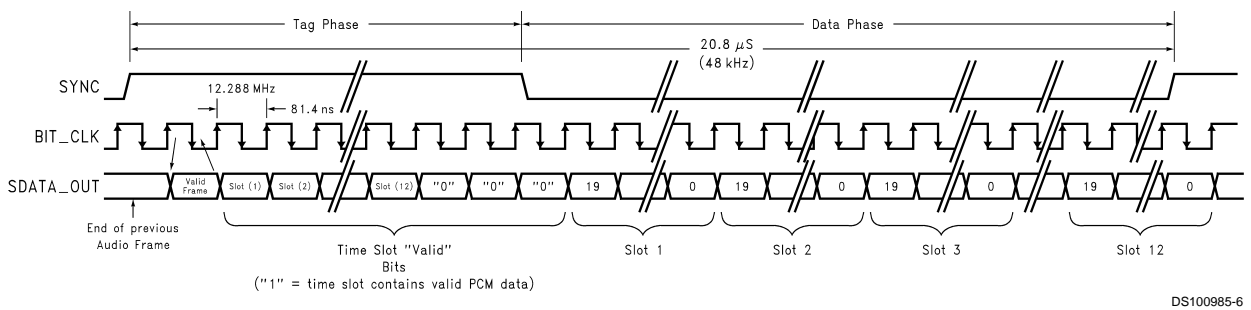 Tag Phase
Data Phase
20.8 μS
(48 kHz)
SYNC
12.288 MHz
81.4 ns
BIT_CLK
SDATA_OUT
Valid
Frame
Slot (1)
Slot (2)
Slot (12)
"0"
"0"
"0"
19
0
19
0
19
0
19
0
End of previous
Audio Frame
Time Slot "Valid"
Bits
("1" = time slot contains valid PCM data)
Slot 1
Slot 2
Slot 3
Slot 12
DS100985-6